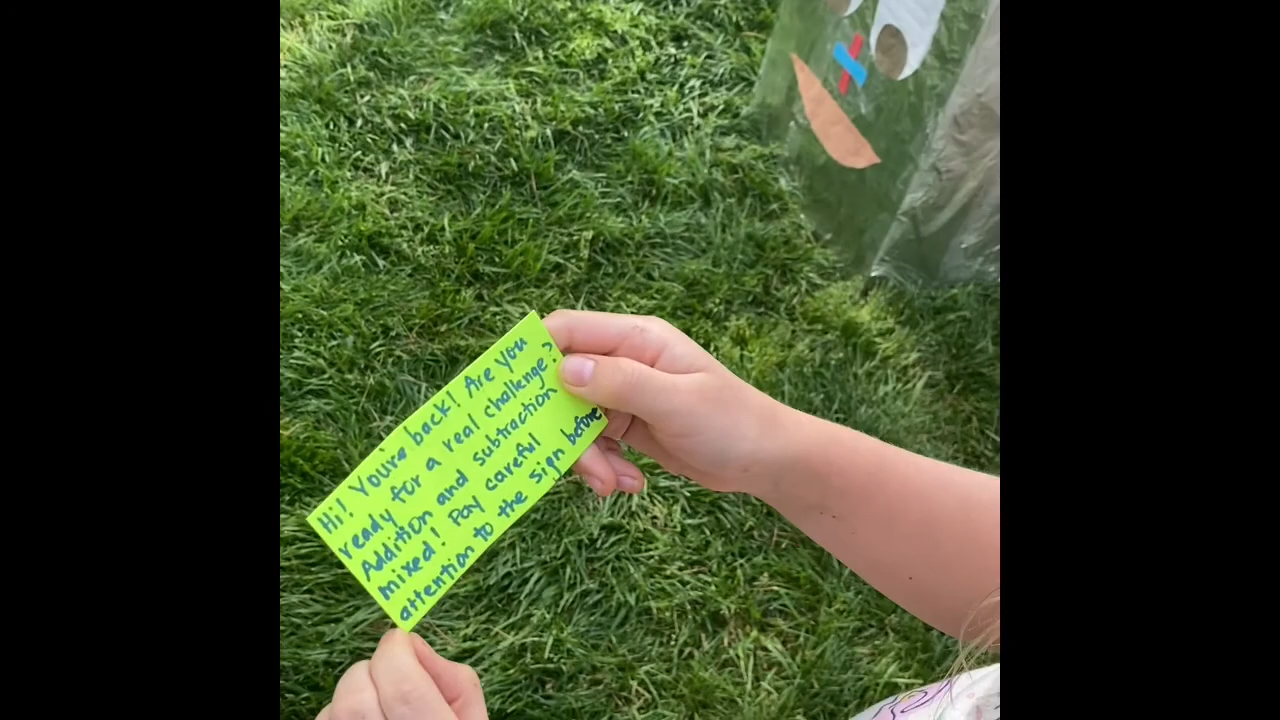 Hi! You're back! Are you
ready for a real challenge?
Addition and subtraction
mixed! Pay careful
attention to the sign before